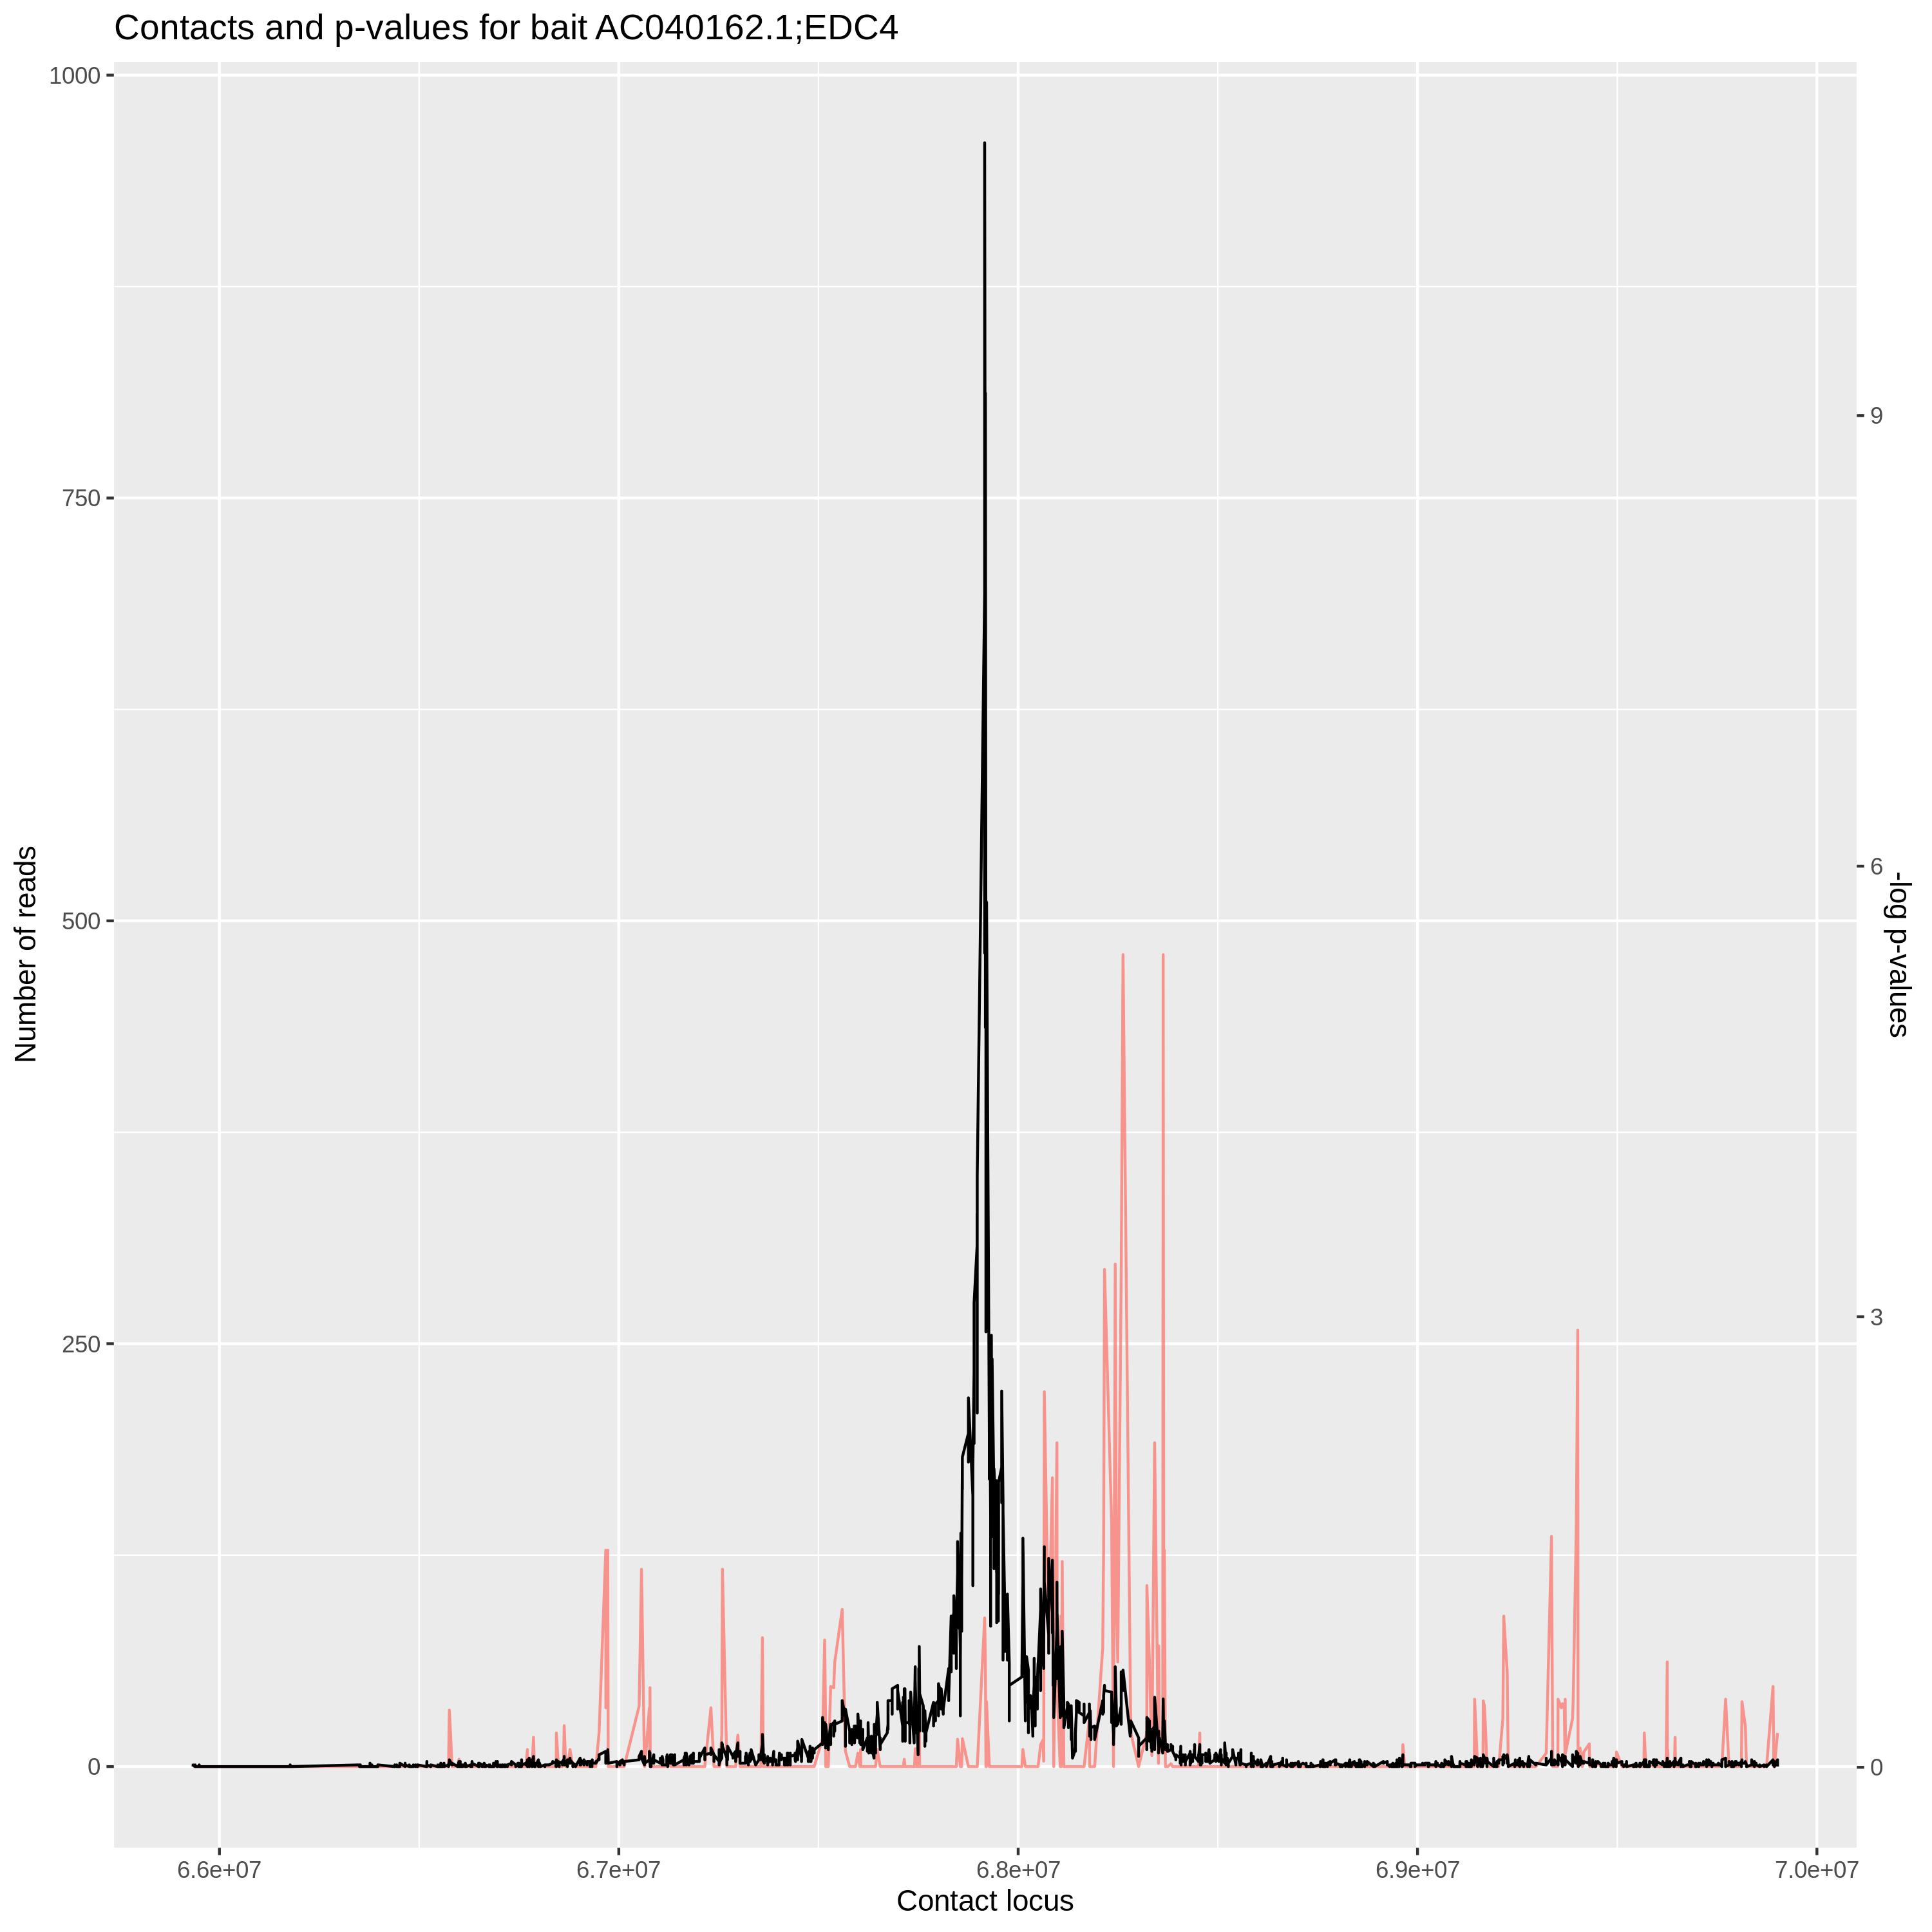 Contacts and p-values for bait AC040162.1;EDC4
1000
750
500
250
0
Number of reads
9
6
3
0
-log p-values
6.6e+07
6.7e+07
6.8e+07
6.9e+07
7.0e+07
Contact locus